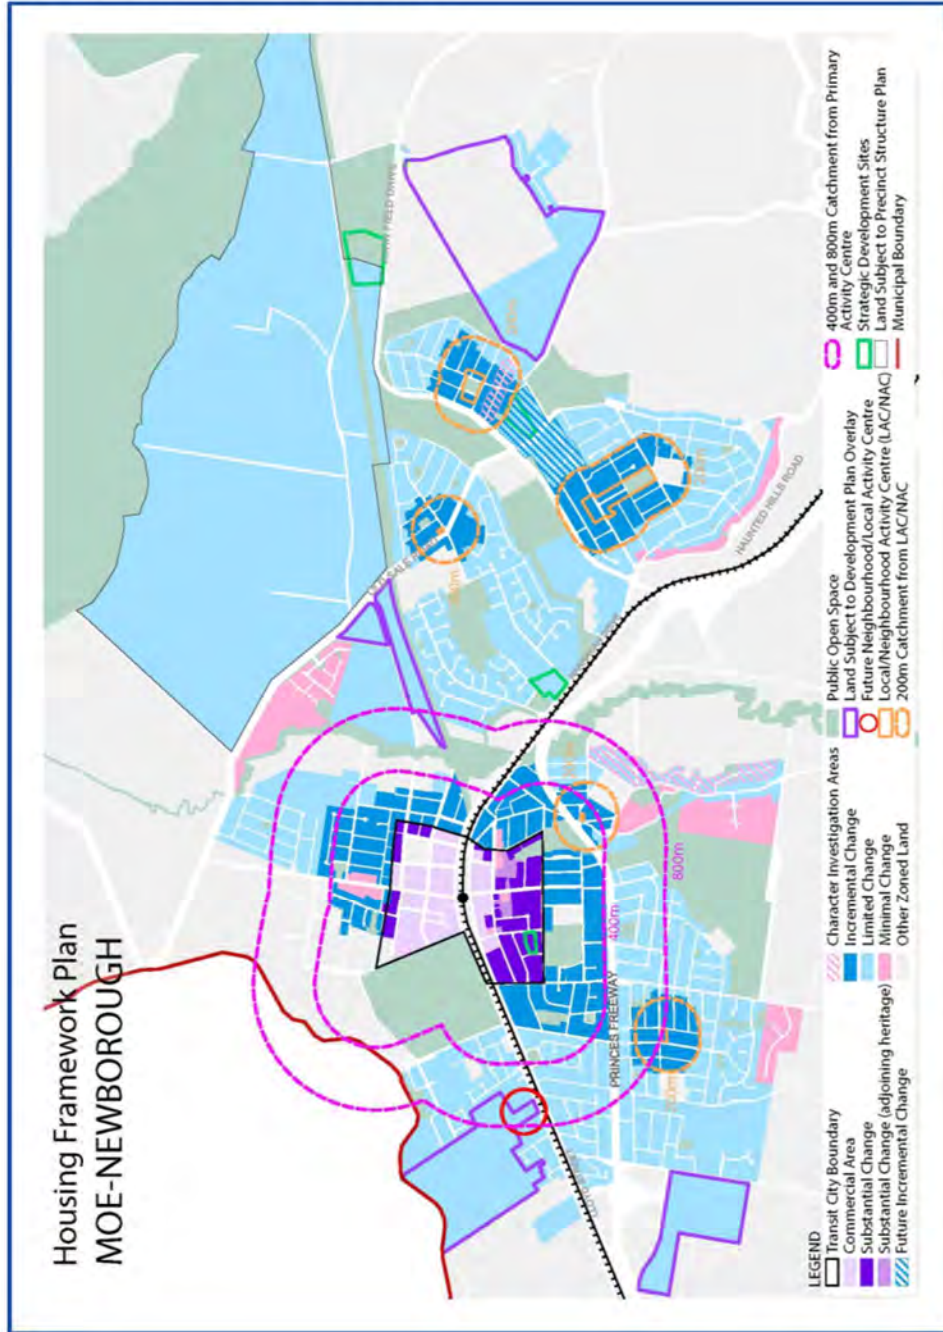 Housing Framework Plan
MOE-NEWBOROUGH
HAUNTED HILLS ROAD
PRINCES FREEWAY
400m
800m
LEGEND
Transit City Boundary
Commercial Area
Substantial Change
Substantial Change (adjoining heritage)
Future Incremental Change
Character Investigation Areas
Incremental Change
Limited Change
Minimal Change
Other Zoned Land
Public Open Space
Land Subject to Development Plan Overlay
Future Neighbourhood/Local Activity Centre
Local/Neighbourhood Activity Centre (LAC/NAC)
200m Catchment from LAC/NAC
400m and 800m Catchment from Primary
Activity Centre
Strategic Development Sites
Land Subject to Precinct Structure Plan
Municipal Boundary